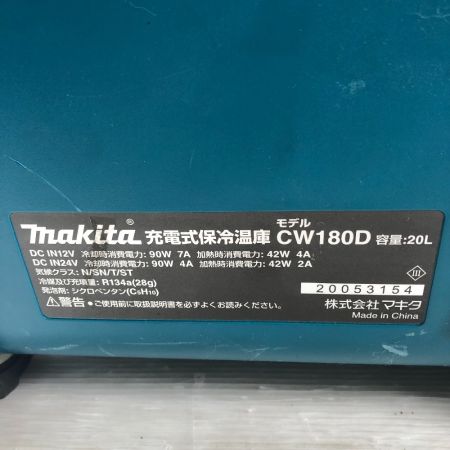 makita® 充電式保冷温庫 モデル CW180D 容量:20L
DC IN12V 冷却時消費電力: 90W 7A 加熱時消費電力: 42W 4A
DC IN24V 冷却時消費電力: 90W 4A 加熱時消費電力: 42W 2A
気候クラス: N/SN/T/ST
冷媒及び充填量: R134a(28g)
発泡剤: シクロペンタン(C₅H₁₀)
⚠警告 ●ご使用前に取扱説明書を必ずよくお読みください。
III
20053154
株式会社マキタ
Made in China